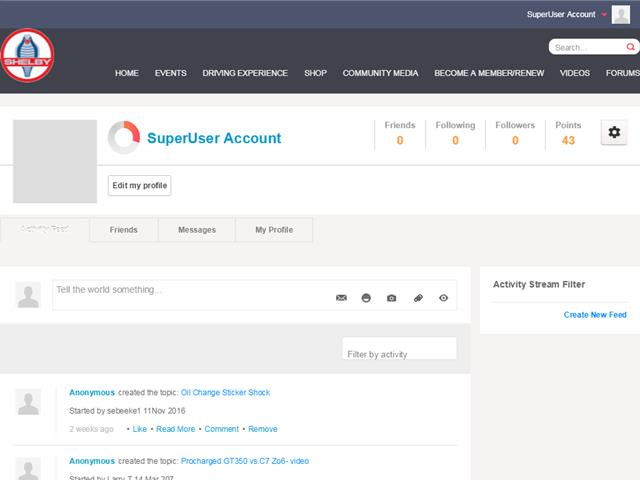 SuperUser Account
SHELBY
Search...
HOME EVENTS DRIVING EXPERIENCE SHOP COMMUNITY MEDIA BECOME A MEMBER/RENEW VIDEOS FORUMS
SuperUser Account
Friends Following Followers Points
0 0 0 43
Edit my profile
Activity Feed Friends Messages My Profile
Tell the world something...
Activity Stream Filter
Create New Feed
Filter by activity
Anonymous created the topic: Oil Change Sticker Shock
Started by sebeeke1 11Nov 2016
2 weeks ago • Like • Read More • Comment • Remove
Anonymous created the topic: Procharged GT350 vs.C7 Zo6- video
Started by Larry T 14 Mar 207